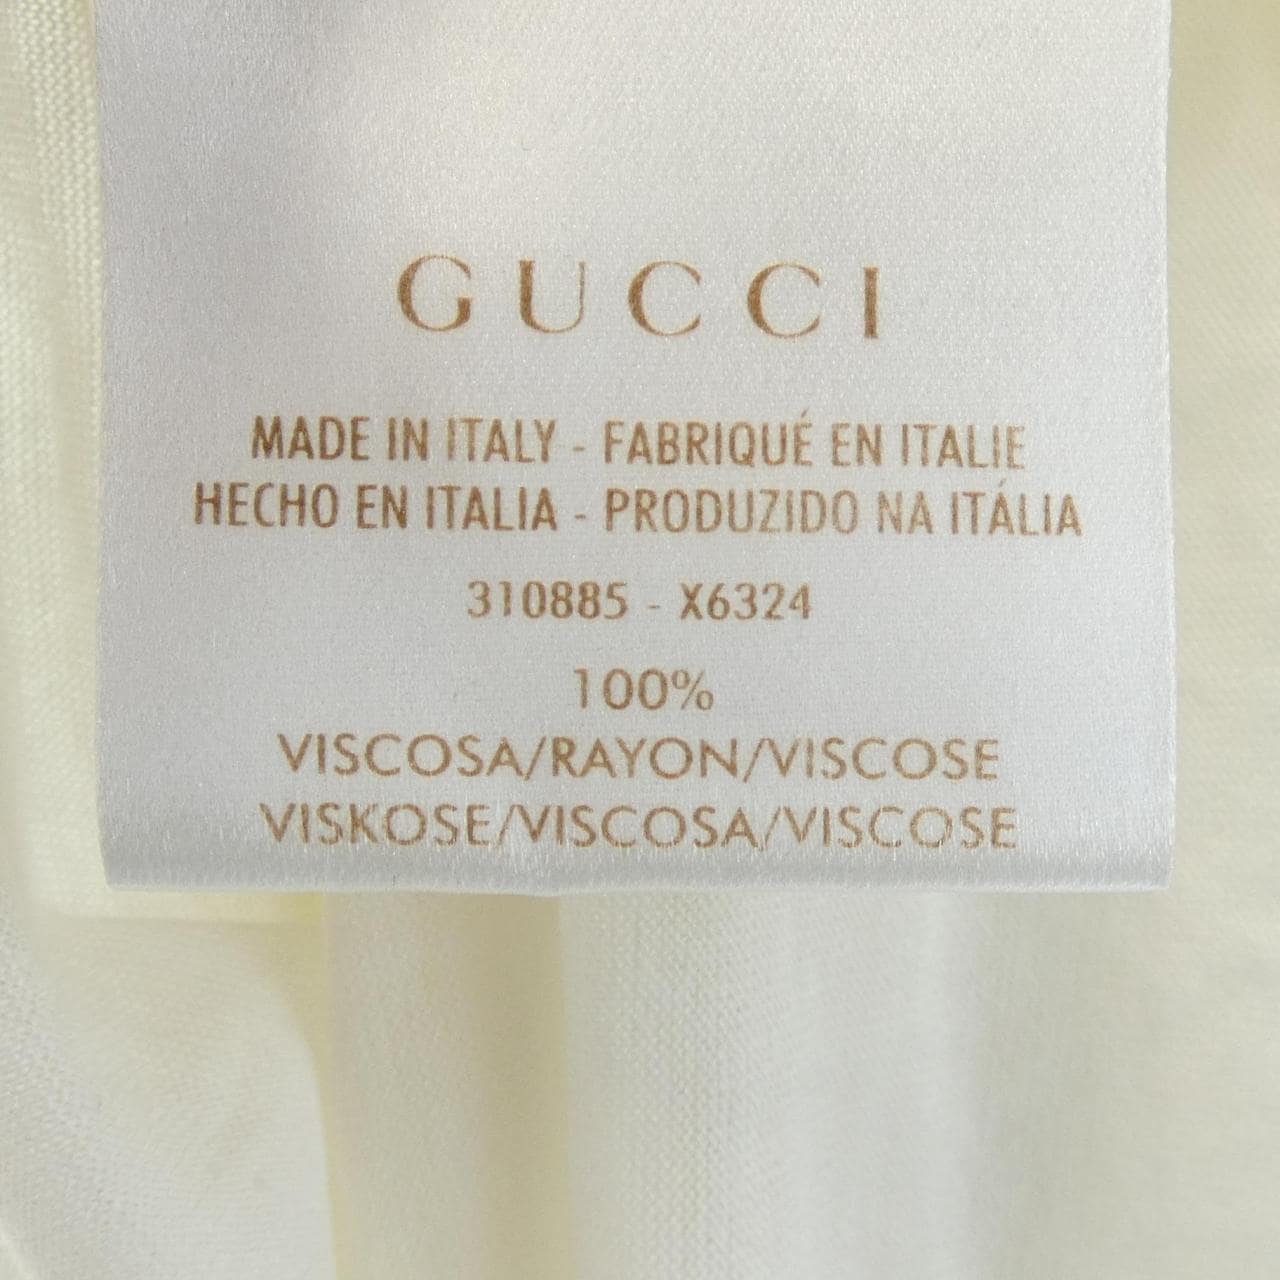 GUCCI
MADE IN ITALY - FABRIQUÉ EN ITALIE
HECHO EN ITALIA - PRODUZIDO NA ITÁLIA
310885 - X6324
100%
VISCOSA/RAYON/VISCOSE
VISKOSE/VISCOSA/VISCOSE